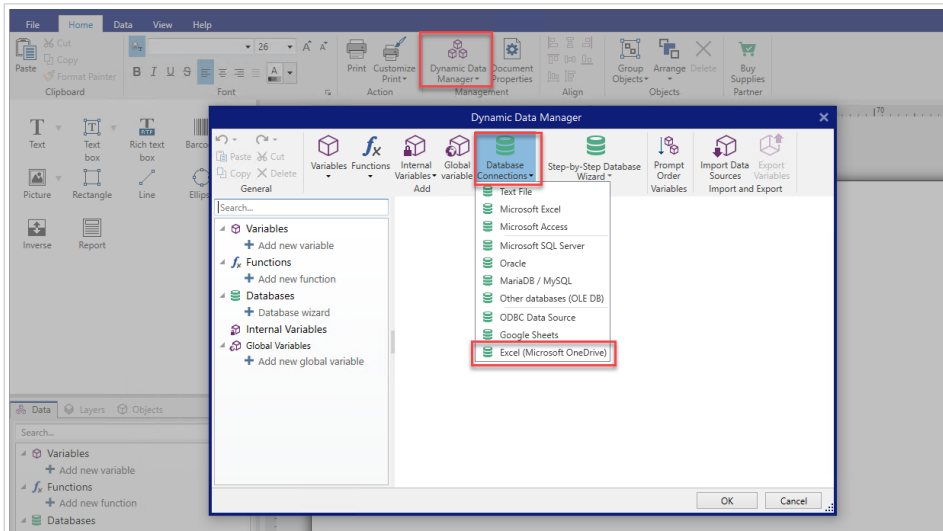 File Home Data View Help
Cut
Copy
Format Painter
Paste
Clipboard
26
A A
B I U S
A
Font
Print
Customize Print
Action
Dynamic Data Manager
Document Properties
Management
Align
Group Objects
Arrange
Delete
Objects
Buy Supplies
Partner
Text
Text box
RTF
Rich text box
Picture
Rectangle
Line
Inverse
Report
Dynamic Data Manager
Paste Cut
Copy Delete
General
Variables
Functions
Internal Variables
Global variable
Database Connections
Step-by-Step Database Wizard
Add
Prompt Order
Variables
Import Data Sources
Export Variables
Import and Export
Search...
Variables
Add new variable
Functions
Add new function
Databases
Database wizard
Internal Variables
Global Variables
Add new global variable
Text File
Microsoft Excel
Microsoft Access
Microsoft SQL Server
Oracle
MariaDB / MySQL
Other databases (OLE DB)
ODBC Data Source
Google Sheets
Excel (Microsoft OneDrive)
OK Cancel
Data Layers Objects
Search...
Variables
Add new variable
Functions
Add new function
Databases